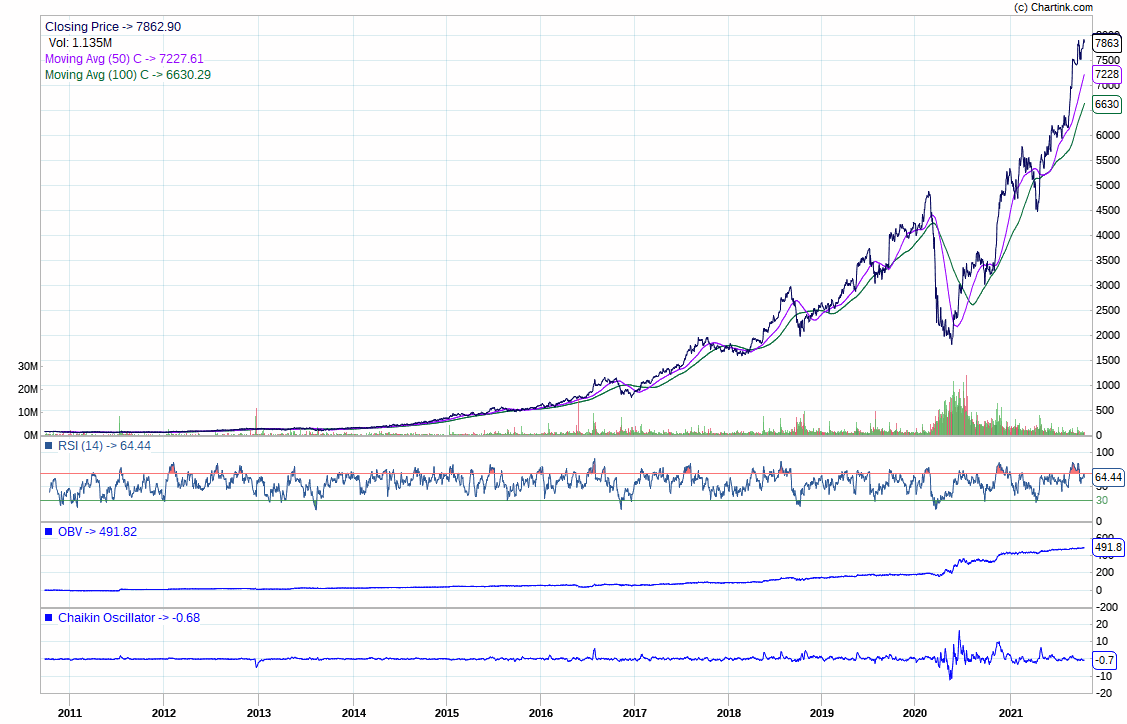 (c) Chartink.com
Closing Price -> 7862.90
Vol: 1.135M
Moving Avg (50) C -> 7227.61
Moving Avg (100) C -> 6630.29
7863
7500
7228
7000
6630
6000
5500
5000
4500
4000
3500
3000
2500
2000
1500
1000
500
0
30M
20M
10M
0M
RSI (14) -> 64.44
100
64.44
30
0
OBV -> 491.82
491.8
200
0
-200
Chaikin Oscillator -> -0.68
20
10
-0.7
-10
-20
2011 2012 2013 2014 2015 2016 2017 2018 2019 2020 2021